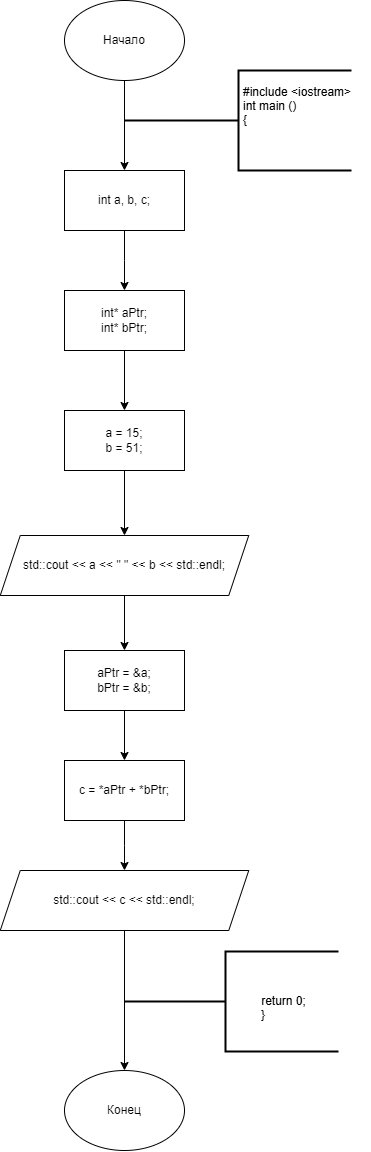 Начало
#include <iostream>
int main ()
{
int a, b, c;
int* aPtr;
int* bPtr;
a = 15;
b = 51;
std::cout << a << " " << b << std::endl;
aPtr = &a;
bPtr = &b;
c = *aPtr + *bPtr;
std::cout << c << std::endl;
return 0;
}
Конец